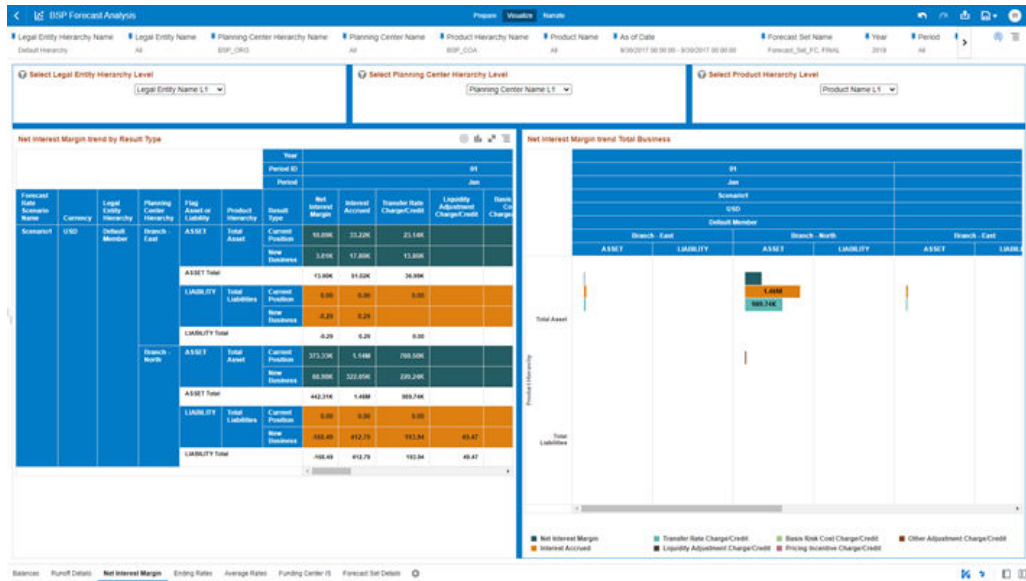 BSP Forecast Analysis
Prepare Visualize Narrate
Legal Entity Hierarchy Name Legal Entity Name Planning Center Hierarchy Name Planning Center Name Product Hierarchy Name Product Name As of Date Forecast Set Name Year Period
Default Hierarchy All BSP_ORG All BSP_COA All 9/30/2017 00:00:00 - 9/30/2017 00:00:00 Forecast_Set_FC_FINAL 2019 All
Select Legal Entity Hierarchy Level
Legal Entity Name L1
Select Planning Center Hierarchy Level
Planning Center Name L1
Select Product Hierarchy Level
Product Name L1
Net Interest Margin trend by Result Type
Year
Period ID 01
Period Jan
Forecast Rate Scenario Name Currency Legal Entity Hierarchy Planning Center Hierarchy Flag Asset or Liability Product Hierarchy Result Type Net Interest Margin Interest Accrued Transfer Rate Charge/Credit Liquidity Adjustment Charge/Credit
Scenario1 USD Default Member Branch - East ASSET Total Asset Current Position 10.09K 33.22K 23.14K
New Business 3.81K 17.80K 13.86K
ASSET Total 13.90K 51.02K 36.99K
LIABILITY Total Liabilities Current Position 0.00 0.00 0.00
New Business -0.29 0.29
LIABILITY Total -0.29 0.29 0.00
Branch - North ASSET Total Asset Current Position 373.33K 1.14M
New Business 322.05K 220.24K
ASSET Total 442.31K 1.46M 989.74K
LIABILITY Total Liabilities Current Position 0.00 0.00 0.00
New Business -168.49 412.79 193.94 49.47
LIABILITY Total -168.49 412.79 193.94 49.47
Net Interest Margin trend Total Business
01
Jan
Scenario1
USD
Default Member
Branch - East Branch - North Branch - East
ASSET LIABILITY ASSET LIABILITY ASSET
1.46M
989.74K
Total Asset
Product Hierarchy
Total Liabilities
Net Interest Margin Transfer Rate Charge/Credit Basis Risk Cost Charge/Credit Other Adjustment Charge/Credit
Interest Accrued Liquidity Adjustment Charge/Credit Pricing Incentive Charge/Credit
Balances Runoff Details Net Interest Margin Ending Rates Average Rates Funding Center IS Forecast Set Details